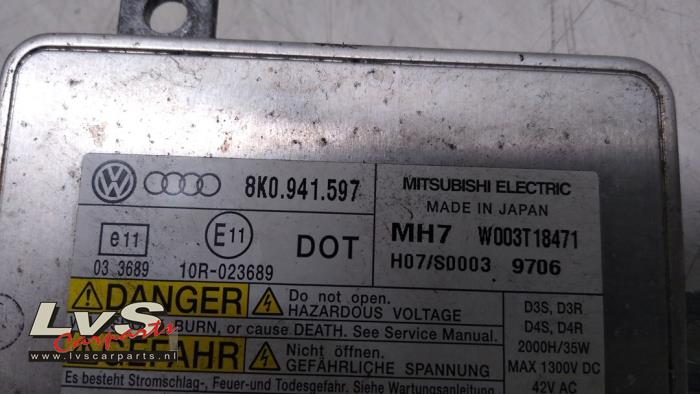 8K0.941.597
e11
E11
DOT
03 3689
10R-023689
MITSUBISHI ELECTRIC
MADE IN JAPAN
MH7 W003T18471
H07/S0003 9706
DANGER
Do not open.
HAZARDOUS VOLTAGE
BURN, or cause DEATH. See Service Manual.
GEFAHR
Nicht öffnen.
GEFÄHRLICHE SPANNUNG
Es besteht Stromschlag-, Feuer-und Todesgefahr. Siehe Wartungsanleitung.
D3S, D3R
D4S, D4R
2000H/35W
MAX 1300V DC
42V AC
LvS
Carparts
www.lvscarparts.nl